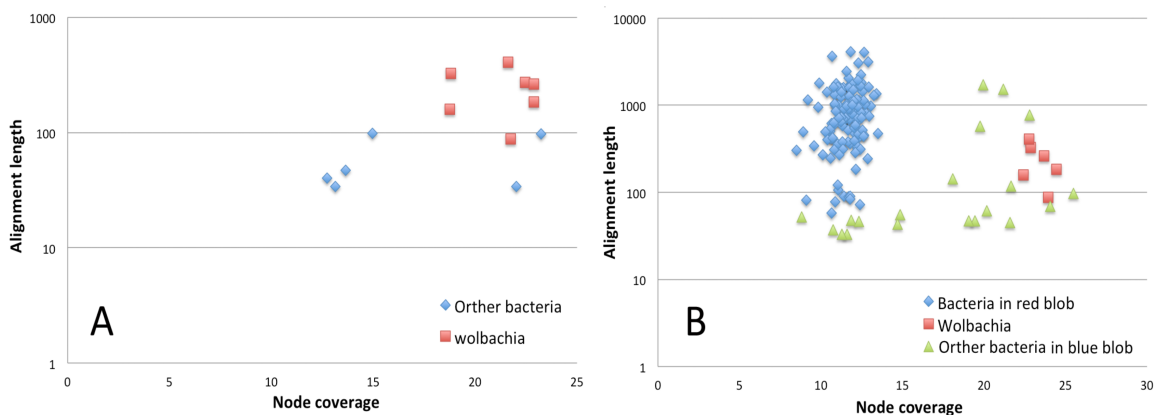 1000
100
10
1
Alignment length
0 5 10 15 20 25
Node coverage
A
Orther bacteria
wolbachia
10000
1000
100
10
1
Alignment length
0 5 10 15 20 25 30
Node coverage
B
Bacteria in red blob
Wolbachia
Orther bacteria in blue blob